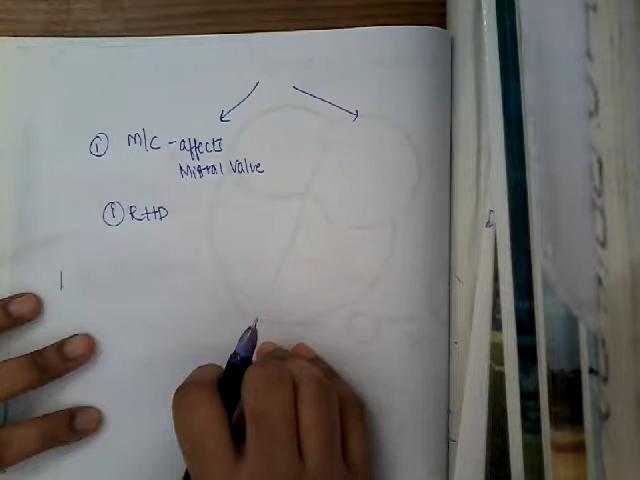 ① M/C - affects
Mitral Valve
① RHD